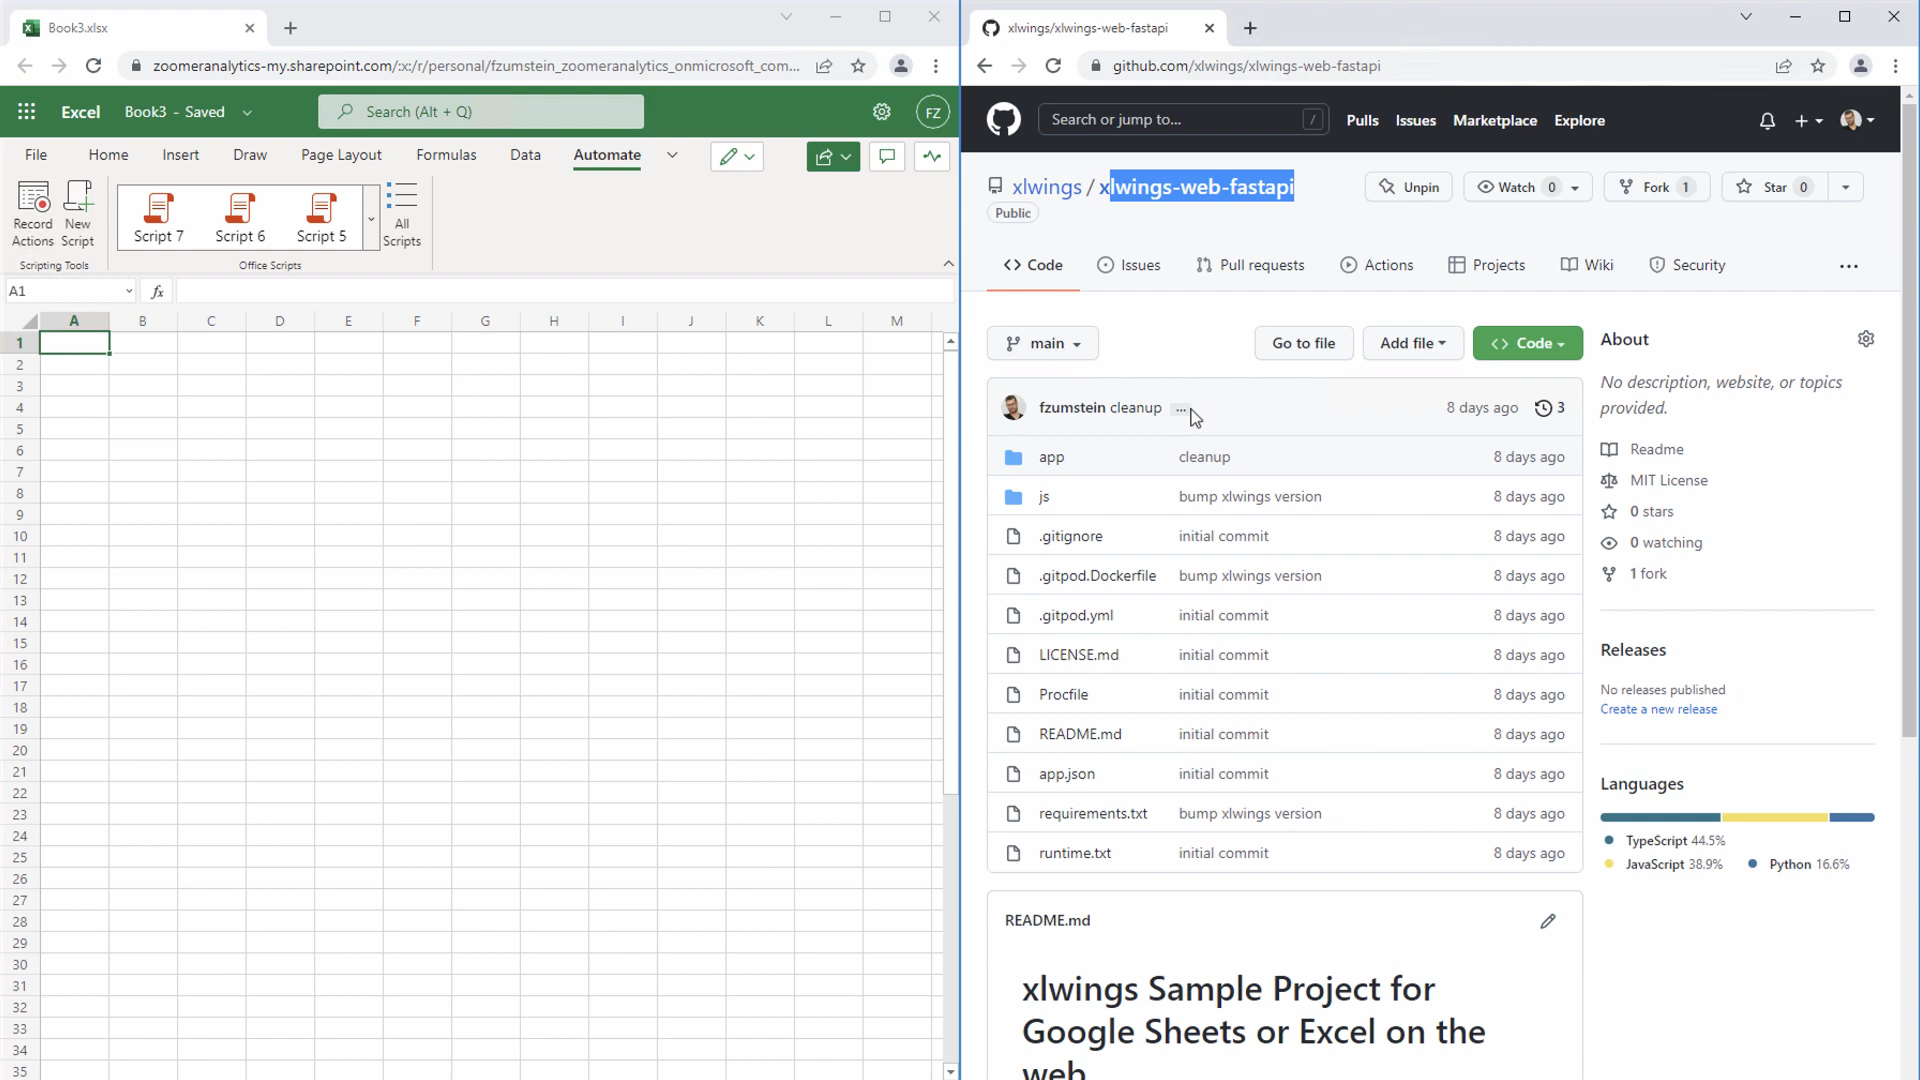 Book3.xlsx
zoomeranalytics-my.sharepoint.com/:x:/r/personal/fzumstein_zoomeranalytics_onmicrosoft_com...
Excel Book3 - Saved Search (Alt + Q) FZ
File Home Insert Draw Page Layout Formulas Data Automate
Record Actions
New Script
Script 7 Script 6 Script 5
All Scripts
Scripting Tools Office Scripts
A1 fx
A B C D E F G H I J K L M
1
2
3
4
5
6
7
8
9
10
11
12
13
14
15
16
17
18
19
20
21
22
23
24
25
26
27
28
29
30
31
32
33
34
35
xlwings/xlwings-web-fastapi
github.com/xlwings/xlwings-web-fastapi
Search or jump to... / Pulls Issues Marketplace Explore
xlwings / xlwings-web-fastapi Unpin Watch 0 Fork 1 Star 0
Public
<> Code Issues Pull requests Actions Projects Wiki Security ...
main Go to file Add file <> Code
fzumstein cleanup ... 8 days ago 3
app cleanup 8 days ago
js bump xlwings version 8 days ago
.gitignore initial commit 8 days ago
.gitpod.Dockerfile bump xlwings version 8 days ago
.gitpod.yml initial commit 8 days ago
LICENSE.md initial commit 8 days ago
Procfile initial commit 8 days ago
README.md initial commit 8 days ago
app.json initial commit 8 days ago
requirements.txt bump xlwings version 8 days ago
runtime.txt initial commit 8 days ago
README.md
xlwings Sample Project for
Google Sheets or Excel on the
web
About
No description, website, or topics
provided.
Readme
MIT License
0 stars
0 watching
1 fork
Releases
No releases published
Create a new release
Languages
TypeScript 44.5%
JavaScript 38.9% Python 16.6%